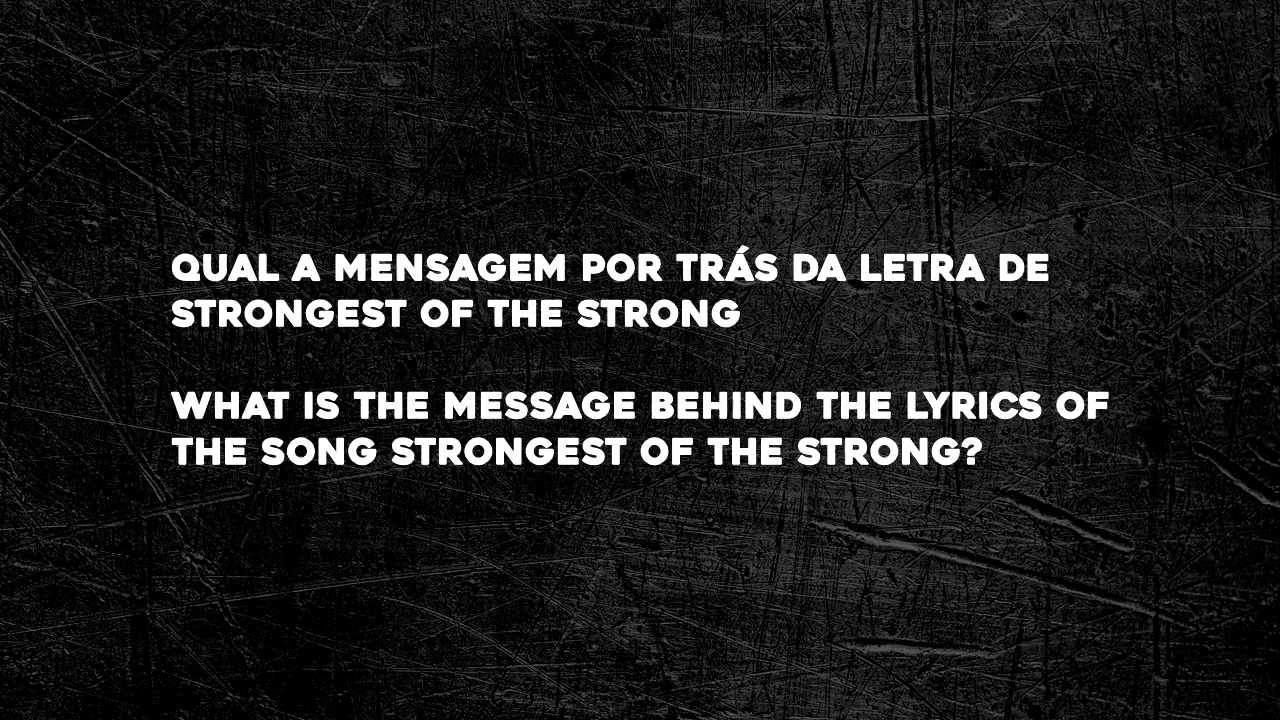 QUAL A MENSAGEM POR TRÁS DA LETRA DE
STRONGEST OF THE STRONG
WHAT IS THE MESSAGE BEHIND THE LYRICS OF
THE SONG STRONGEST OF THE STRONG?